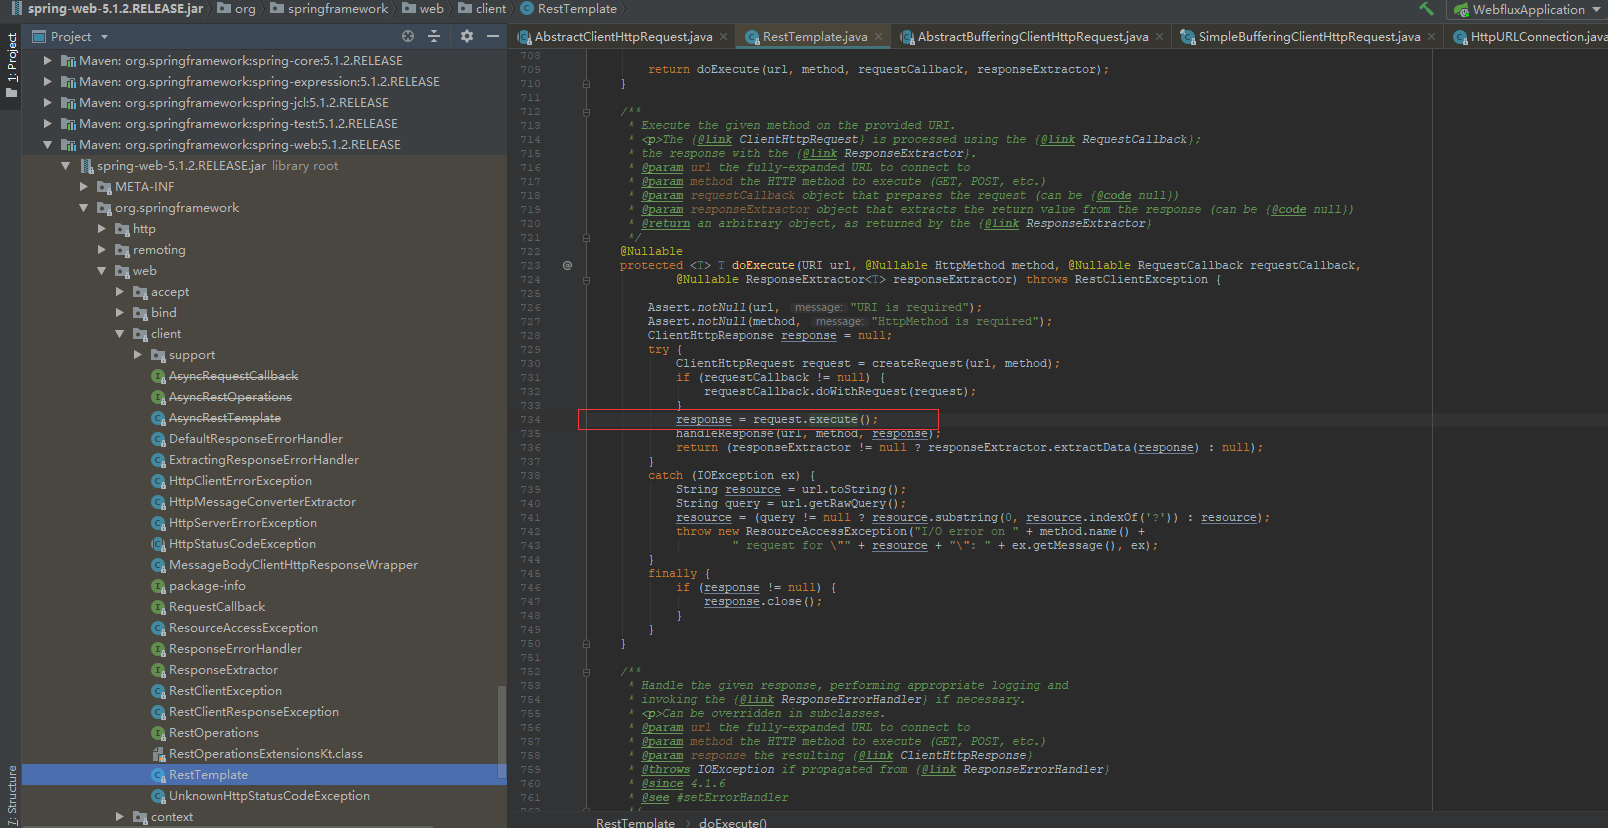 spring-web-5.1.2.RELEASE.jar org springframework web client RestTemplate
WebfluxApplication
1: Project
7: Structure
Project
Maven: org.springframework:spring-core:5.1.2.RELEASE
Maven: org.springframework:spring-expression:5.1.2.RELEASE
Maven: org.springframework:spring-jcl:5.1.2.RELEASE
Maven: org.springframework:spring-test:5.1.2.RELEASE
Maven: org.springframework:spring-web:5.1.2.RELEASE
spring-web-5.1.2.RELEASE.jar library root
META-INF
org.springframework
http
remoting
web
accept
bind
client
support
AsyncRequestCallback
AsyncRestOperations
AsyncRestTemplate
DefaultResponseErrorHandler
ExtractingResponseErrorHandler
HttpClientErrorException
HttpMessageConverterExtractor
HttpServerErrorException
HttpStatusCodeException
MessageBodyClientHttpResponseWrapper
package-info
RequestCallback
ResourceAccessException
ResponseErrorHandler
ResponseExtractor
RestClientException
RestClientResponseException
RestOperations
RestOperationsExtensionsKt.class
RestTemplate
UnknownHttpStatusCodeException
context
AbstractClientHttpRequest.java RestTemplate.java AbstractBufferingClientHttpRequest.java SimpleBufferingClientHttpRequest.java HttpURLConnection.java
708
709 return doExecute(url, method, requestCallback, responseExtractor);
710 }
711
712 /**
713 * Execute the given method on the provided URI.
714 * <p>The {@link ClientHttpRequest} is processed using the {@link RequestCallback};
715 * the response with the {@link ResponseExtractor}.
716 * @param url the fully-expanded URL to connect to
717 * @param method the HTTP method to execute (GET, POST, etc.)
718 * @param requestCallback object that prepares the request (can be {@code null})
719 * @param responseExtractor object that extracts the return value from the response (can be {@code null})
720 * @return an arbitrary object, as returned by the {@link ResponseExtractor}
721 */
722 @Nullable
723 protected <T> T doExecute(URI url, @Nullable HttpMethod method, @Nullable RequestCallback requestCallback,
724 @Nullable ResponseExtractor<T> responseExtractor) throws RestClientException {
725
726 Assert.notNull(url, message: "URI is required");
727 Assert.notNull(method, message: "HttpMethod is required");
728 ClientHttpResponse response = null;
729 try {
730 ClientHttpRequest request = createRequest(url, method);
731 if (requestCallback != null) {
732 requestCallback.doWithRequest(request);
733 }
734 response = request.execute();
735 handleResponse(url, method, response);
736 return (responseExtractor != null ? responseExtractor.extractData(response) : null);
737 }
738 catch (IOException ex) {
739 String resource = url.toString();
740 String query = url.getRawQuery();
741 resource = (query != null ? resource.substring(0, resource.indexOf('?')) : resource);
742 throw new ResourceAccessException("I/O error on " + method.name() +
743 " request for \"" + resource + "\": " + ex.getMessage(), ex);
744 }
745 finally {
746 if (response != null) {
747 response.close();
748 }
749 }
750 }
751
752 /**
753 * Handle the given response, performing appropriate logging and
754 * invoking the {@link ResponseErrorHandler} if necessary.
755 * <p>Can be overridden in subclasses.
756 * @param url the fully-expanded URL to connect to
757 * @param method the HTTP method to execute (GET, POST, etc.)
758 * @param response the resulting {@link ClientHttpResponse}
759 * @throws IOException if propagated from {@link ResponseErrorHandler}
760 * @since 4.1.6
761 * @see #setErrorHandler
762 */
RestTemplate doExecute()